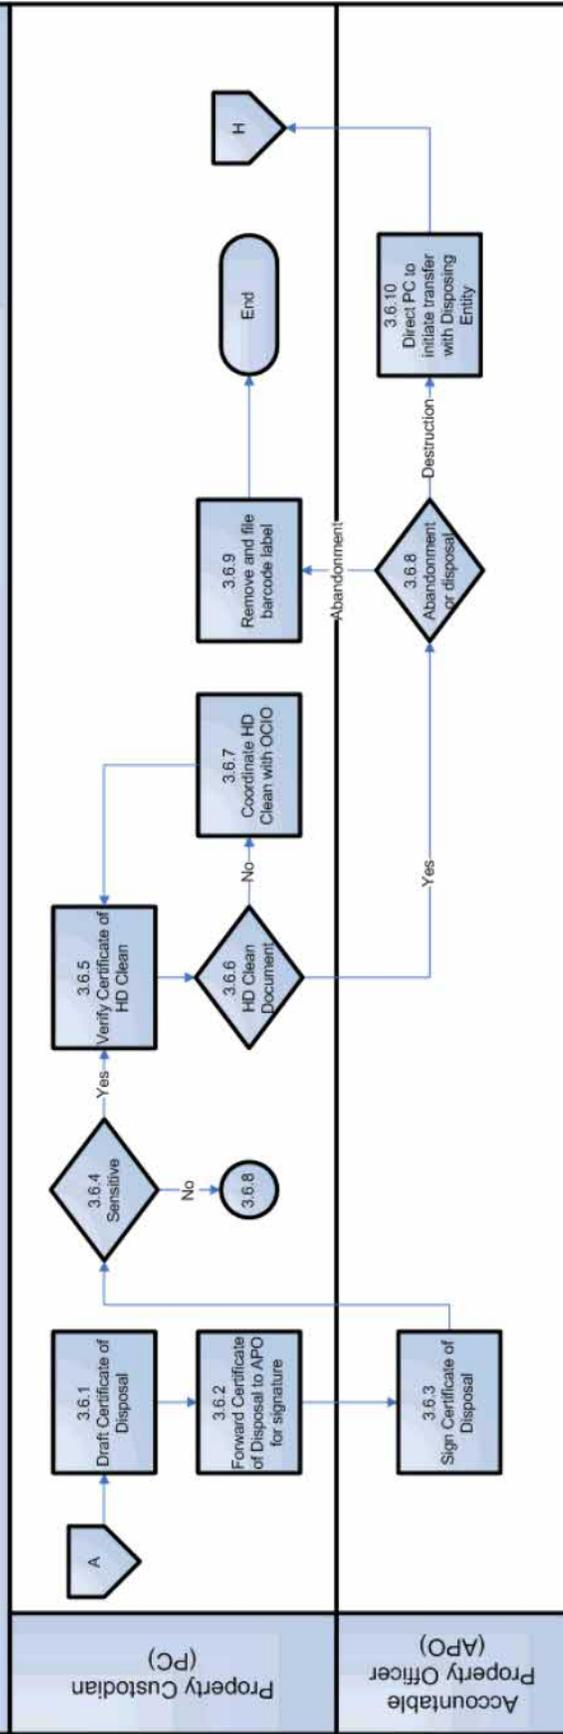 Property Custodian
(PC)
Accountable
Property Officer
(APO)
A
3.6.1
Draft Certificate of
Disposal
3.6.2
Forward Certificate
of Disposal to APO
for signature
3.6.3
Sign Certificate of
Disposal
3.6.4
Sensitive
No
3.6.8
Yes
3.6.5
Verify Certificate of
HD Clean
3.6.6
HD Clean
Document
No
3.6.7
Coordinate HD
Clean with OCIO
Yes
3.6.8
Abandonment
or disposal
Abandonment
3.6.9
Remove and file
barcode label
End
Destruction
3.6.10
Direct PC to
initiate transfer
with Disposing
Entity
H